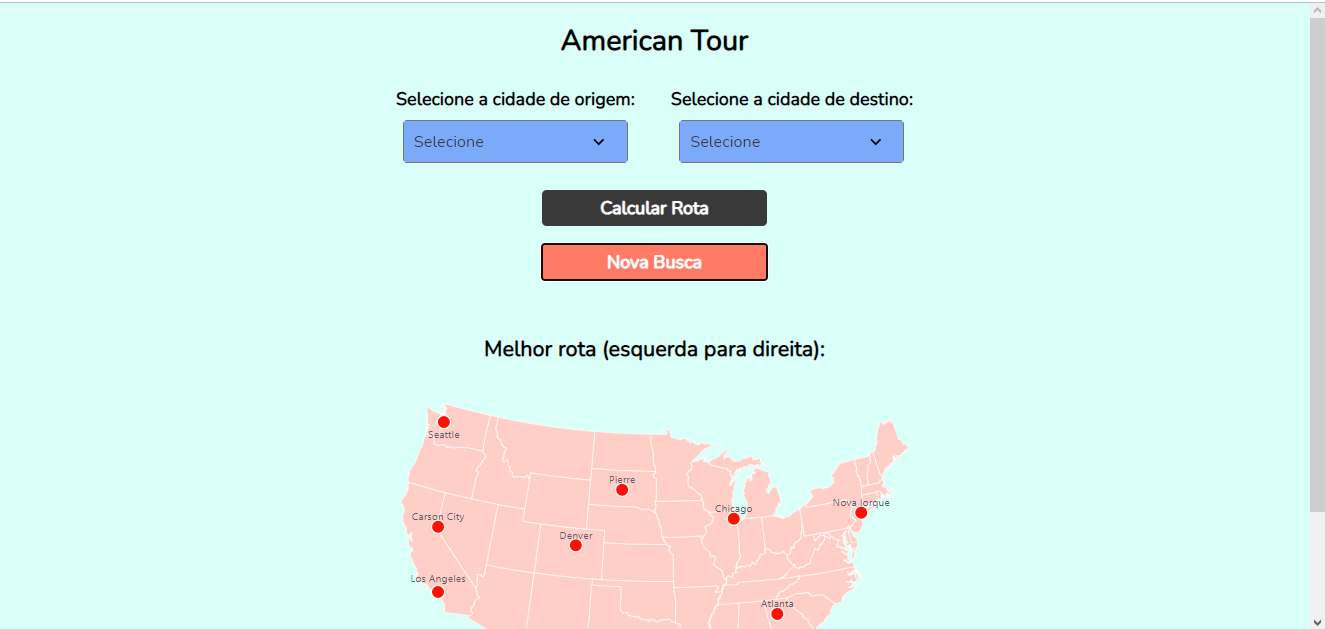 American Tour
Selecione a cidade de origem:
Selecione a cidade de destino:
Selecione
Selecione
Calcular Rota
Nova Busca
Melhor rota (esquerda para direita):
Seattle
Pierre
Nova Iorque
Chicago
Carson City
Denver
Los Angeles
Atlanta